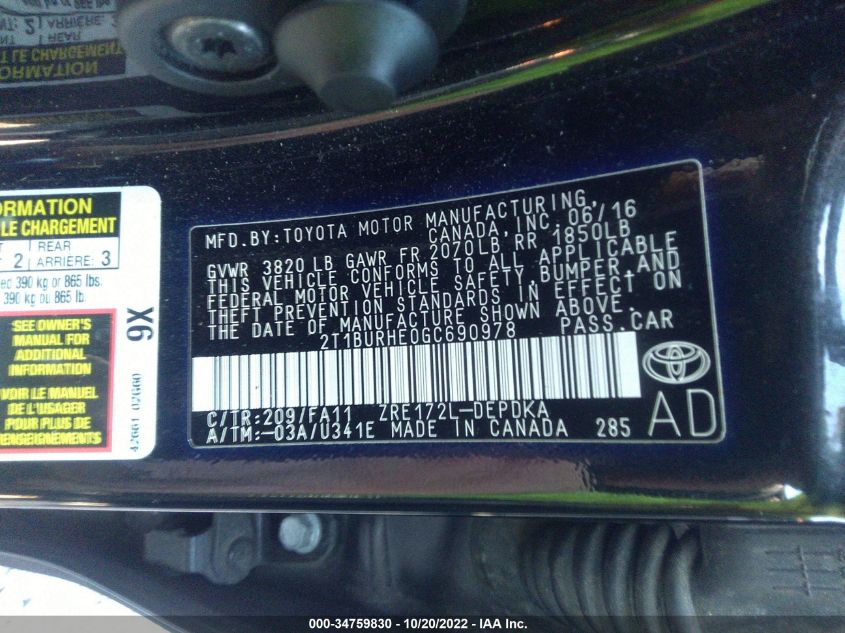 ORMATION
LE CHARGEMENT
2
REAR
ARRIÈRE: 3
390 kg or 865 lbs.
390 kg ou 865 lb.
SEE OWNER'S
MANUAL FOR
ADDITIONAL
INFORMATION
VOIR LE MANUEL
DE L'USAGER
POUR PLUS DE
9X
42661 02G60
MFD.BY:TOYOTA MOTOR MANUFACTURING,
CANADA, INC. 06/16
GVWR 3820 LB GAWR FR 2070LB RR 1850LB
THIS VEHICLE CONFORMS TO ALL APPLICABLE
FEDERAL MOTOR VEHICLE SAFETY, BUMPER,AND
THEFT PREVENTION STANDARDS IN EFFECT ON
THE DATE OF MANUFACTURE SHOWN ABOVE.
2T1BURHE0GC690978 PASS.CAR
C/TR:209/FA11 ZRE172L-DEPDKA
A/TM:-03A/U341E MADE IN CANADA 285
AD
000-34759830 - 10/20/2022 - IAA Inc.